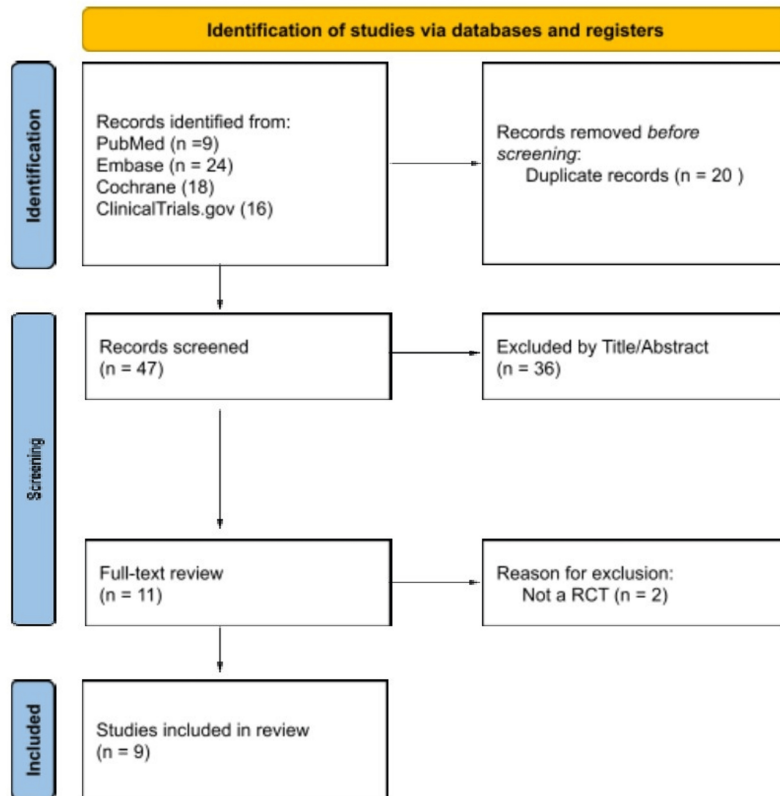 Identification of studies via databases and registers
Identification
Records identified from:
PubMed (n =9)
Embase (n = 24)
Cochrane (18)
ClinicalTrials.gov (16)
Records removed before
screening:
Duplicate records (n = 20 )
Screening
Records screened
(n = 47)
Excluded by Title/Abstract
(n = 36)
Full-text review
(n = 11)
Reason for exclusion:
Not a RCT (n = 2)
Included
Studies included in review
(n = 9)